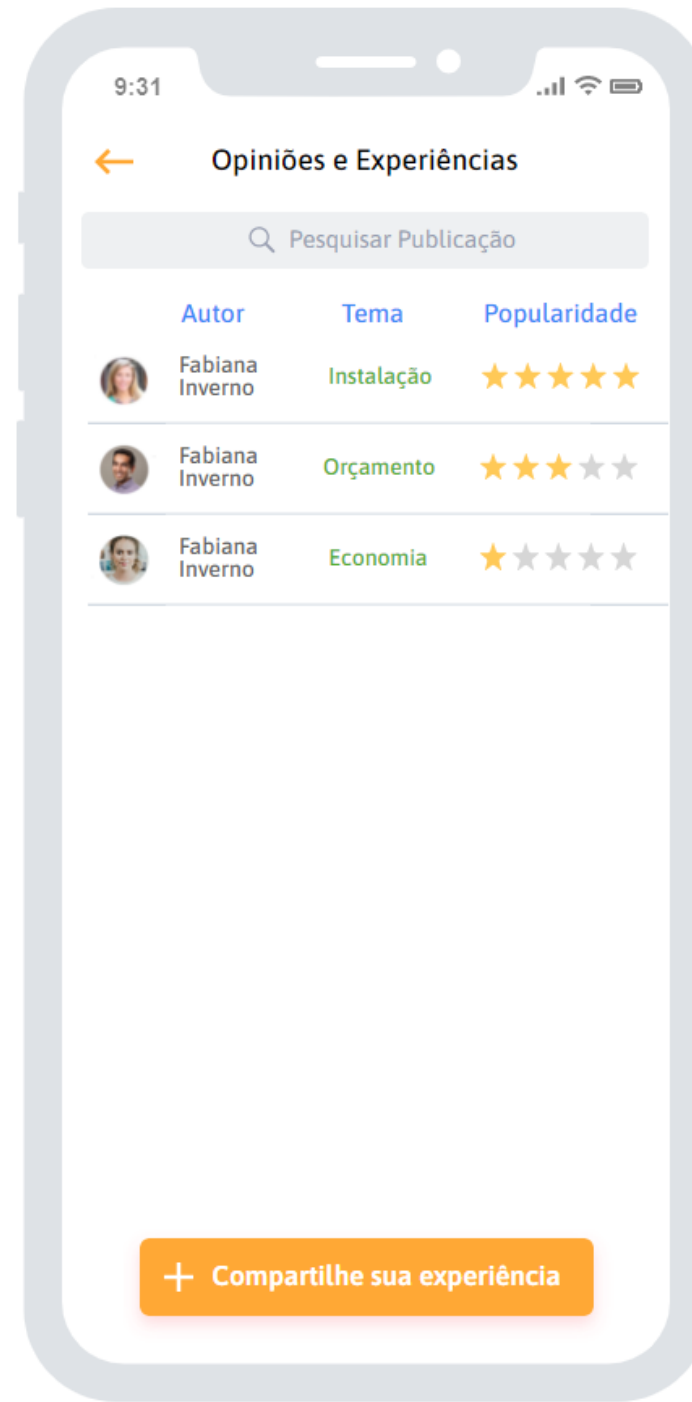 9:31
Opiniões e Experiências
Pesquisar Publicação
Autor Tema Popularidade
Fabiana
Inverno
Instalação
Fabiana
Inverno
Orçamento
Fabiana
Inverno
Economia
+ Compartilhe sua experiência